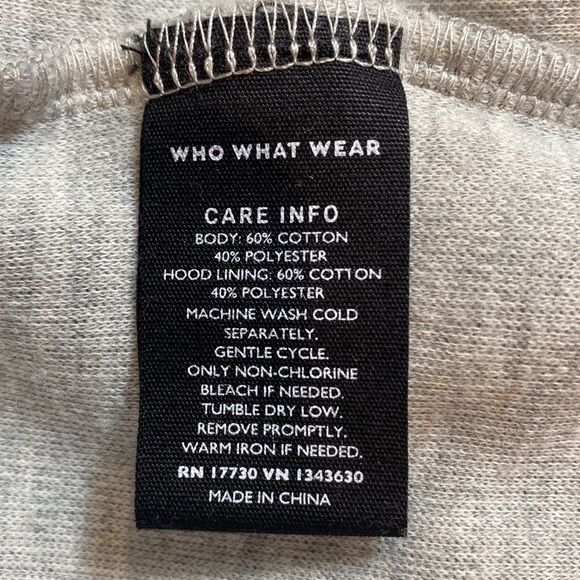 WHO WHAT WEAR
CARE INFO
BODY: 60% COTTON
40% POLYESTER
HOOD LINING: 60% COTTON
40% POLYESTER
MACHINE WASH COLD
SEPARATELY.
GENTLE CYCLE.
ONLY NON-CHLORINE
BLEACH IF NEEDED.
TUMBLE DRY LOW.
REMOVE PROMPTLY.
WARM IRON IF NEEDED.
RN 17730 VN 1343630
MADE IN CHINA